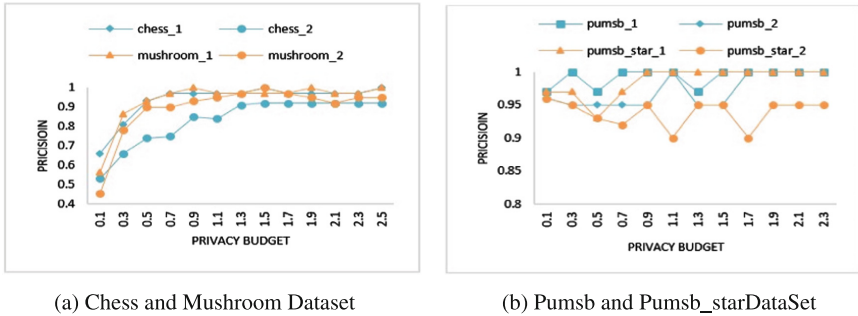 chess_1 chess_2
mushroom_1 mushroom_2
1
0.9
0.8
0.7
0.6
0.5
0.4
PRICISIOIN
0.1 0.3 0.5 0.7 0.9 1.1 1.3 1.5 1.7 1.9 2.1 2.3 2.5
PRIVACY BUDGET
(a) Chess and Mushroom Dataset
pumsb_1 pumsb_2
pumsb_star_1 pumsb_star_2
1
0.95
0.9
0.85
0.8
PRICISIOIN
0.1 0.3 0.5 0.7 0.9 1.1 1.3 1.5 1.7 1.9 2.1 2.3
PRIVACY BUDGET
(b) Pumsb and Pumsb_starDataSet